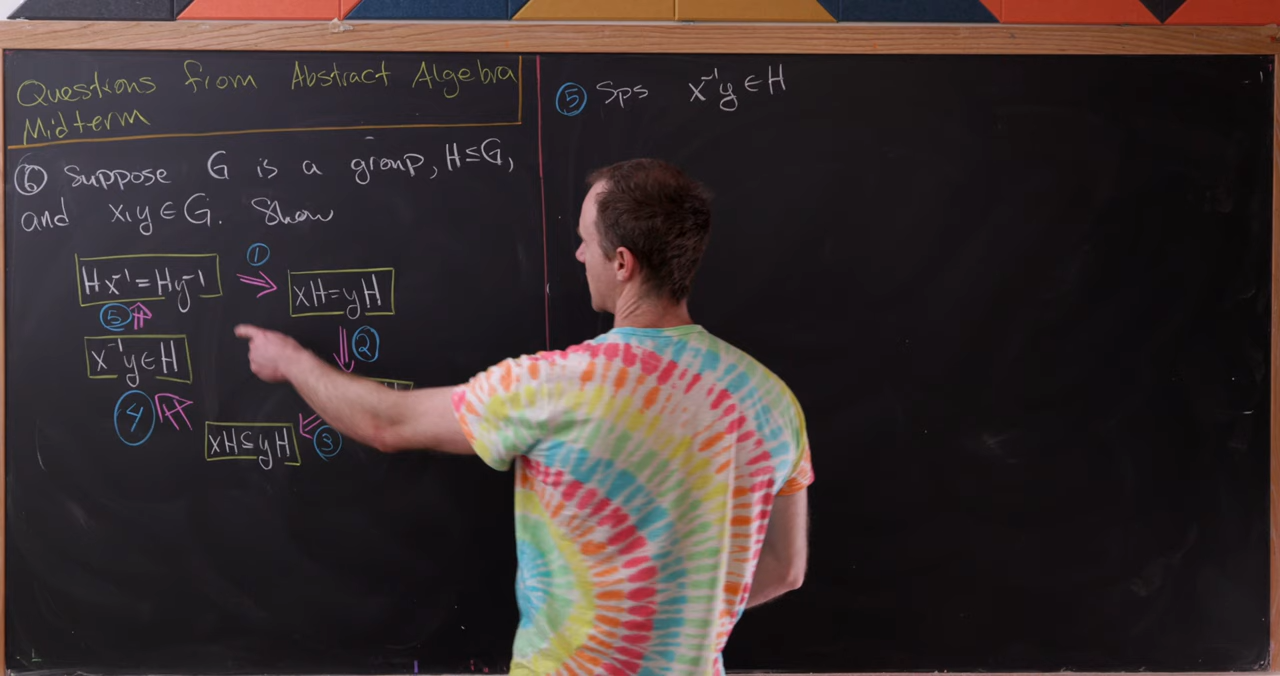 Questions from Abstract Algebra
Midterm
⑥ Suppose G is a group, H≤G,
and x,y∈G. Show
Hx⁻¹=Hy⁻¹
①
⇒
xH=yH
⑤ ⇑
⇓ ②
x⁻¹y∈H
④
xH⊆yH
⇙ ③
⑤ Sps x⁻¹y∈H